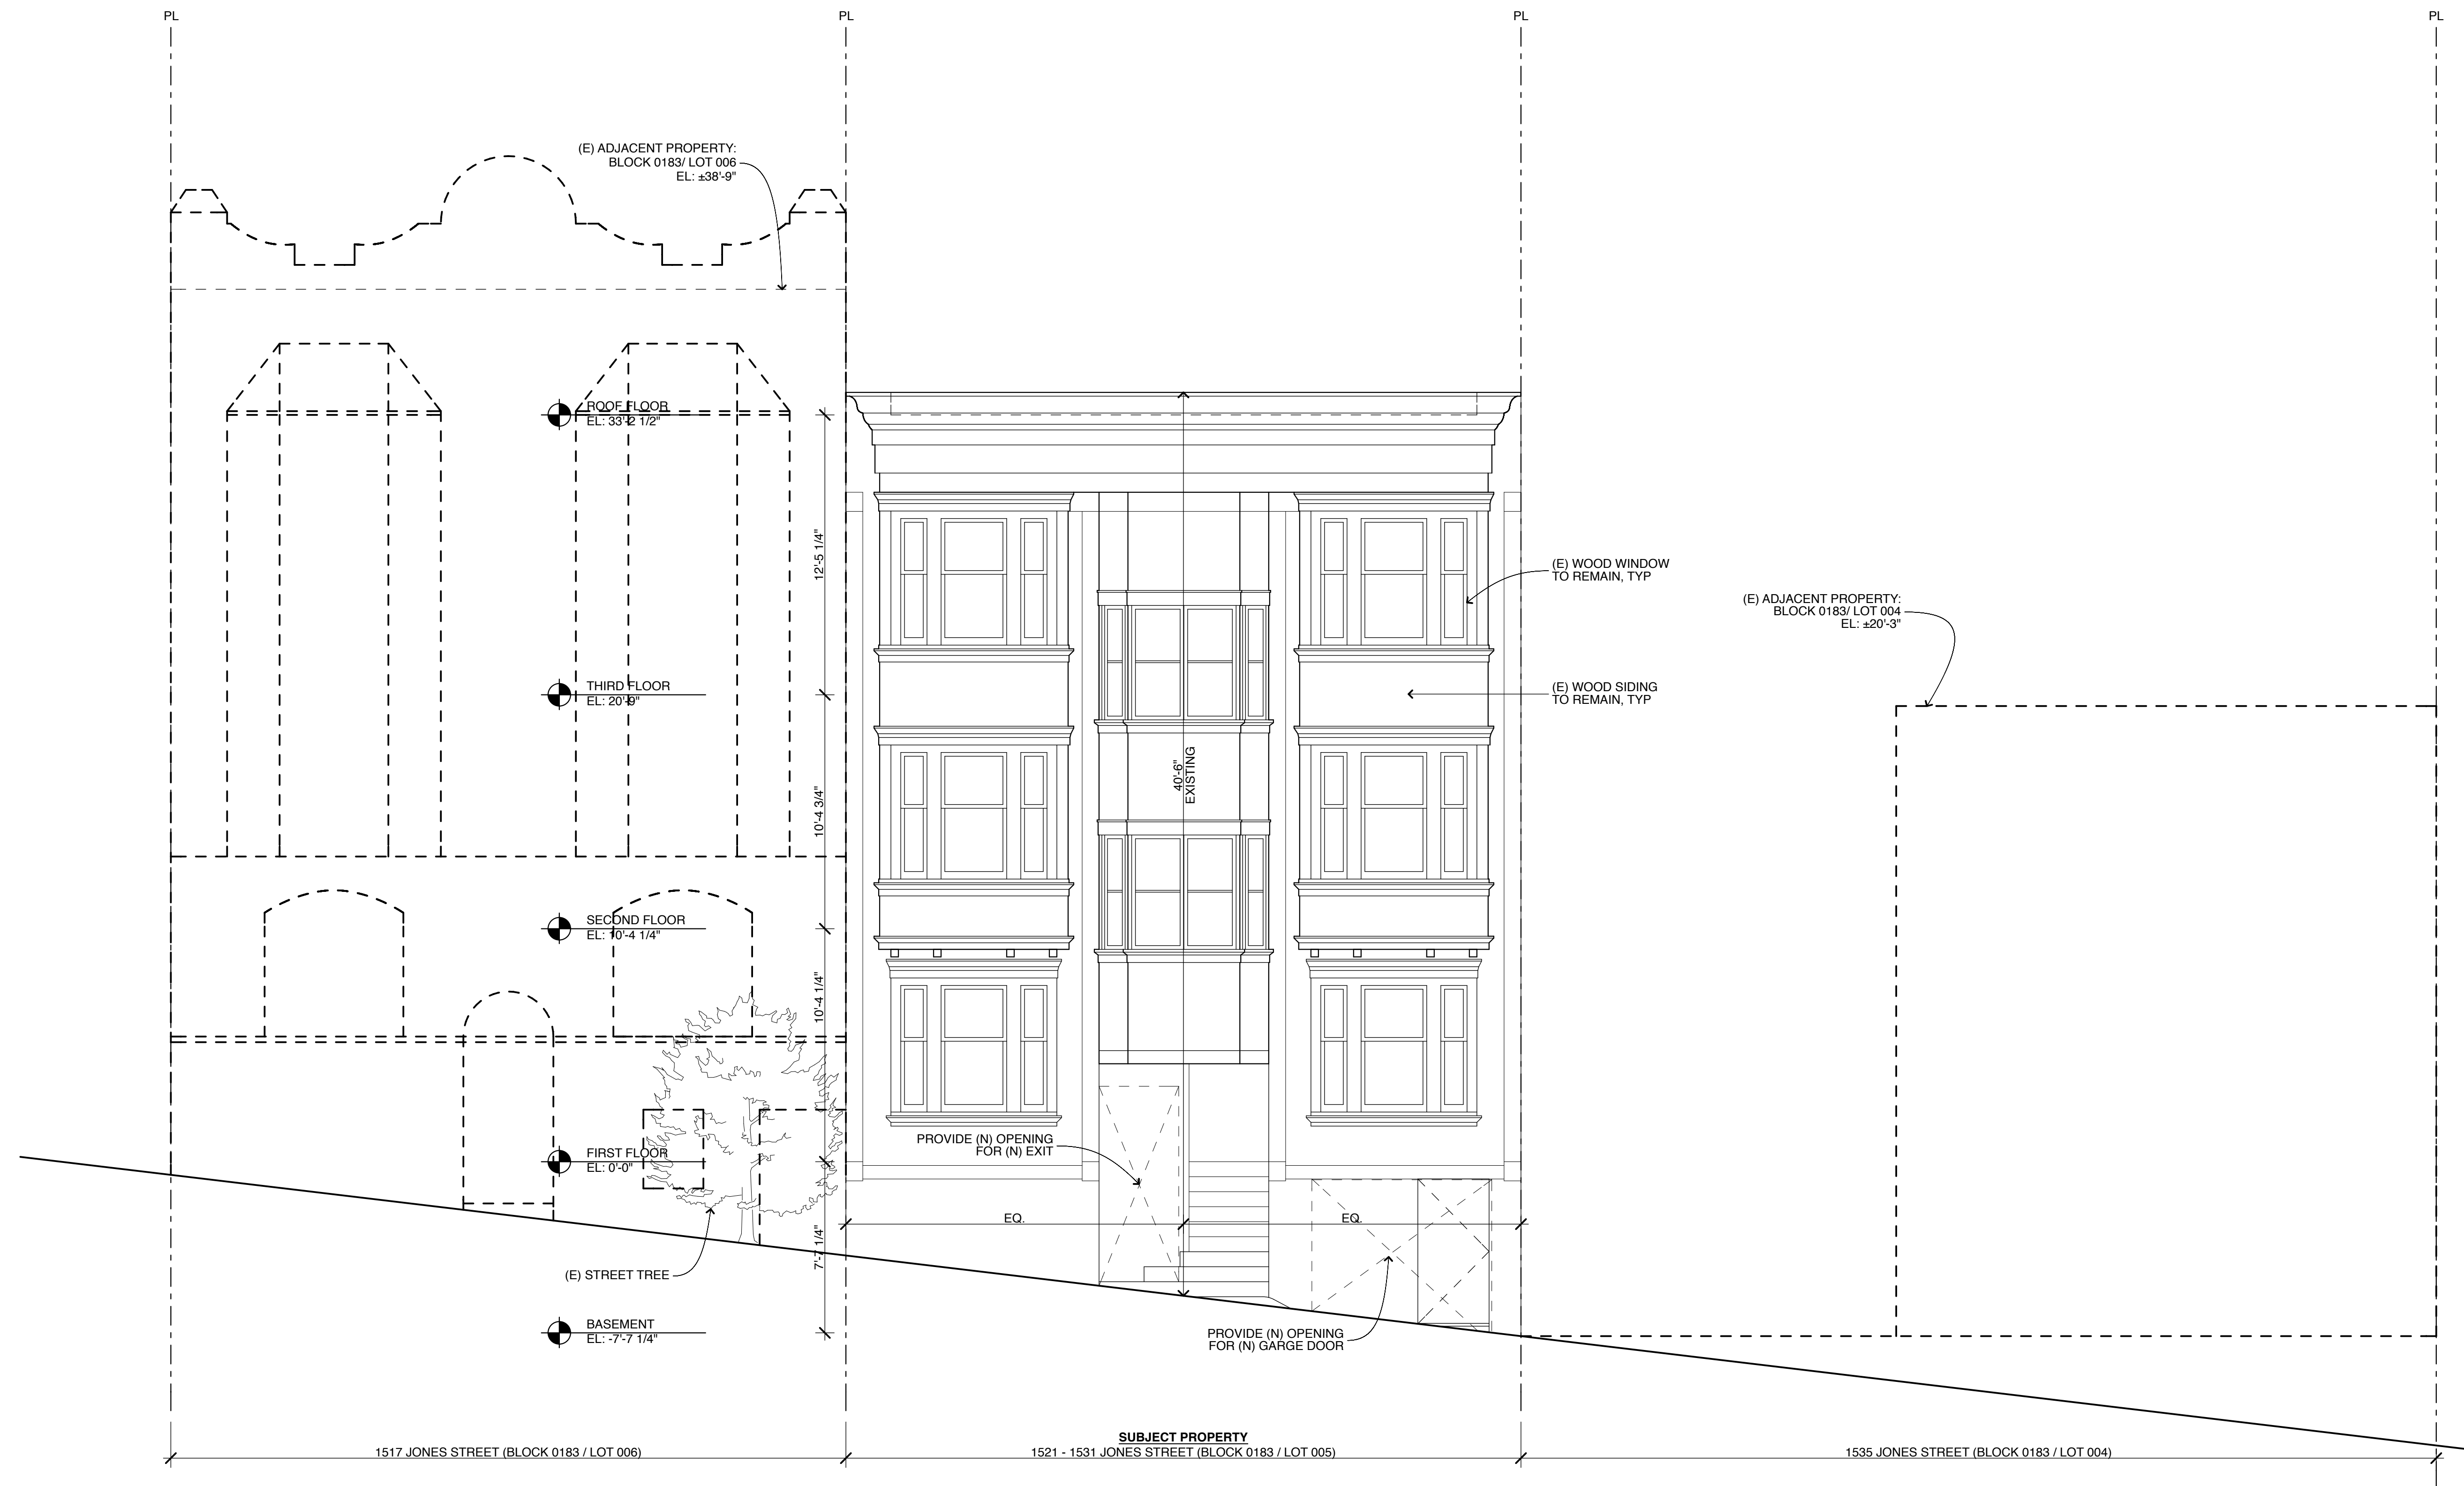 PL
PL
PL
PL
(E) ADJACENT PROPERTY:
BLOCK 0183/ LOT 006
EL: ±38'-9"
ROOF FLOOR
EL: 33'-2 1/2"
12'-5 1/4"
(E) WOOD WINDOW
TO REMAIN, TYP
(E) ADJACENT PROPERTY:
BLOCK 0183/ LOT 004
EL: ±20'-3"
THIRD FLOOR
EL: 20'-9"
(E) WOOD SIDING
TO REMAIN, TYP
40'-6"
EXISTING
10'-4 3/4"
SECOND FLOOR
EL: 10'-4 1/4"
10'-4 1/4"
PROVIDE (N) OPENING
FOR (N) EXIT
FIRST FLOOR
EL: 0'-0"
EQ.
EQ.
7'-7 1/4"
(E) STREET TREE
BASEMENT
EL: -7'-7 1/4"
PROVIDE (N) OPENING
FOR (N) GARGE DOOR
SUBJECT PROPERTY
1517 JONES STREET (BLOCK 0183 / LOT 006)
1521 - 1531 JONES STREET (BLOCK 0183 / LOT 005)
1535 JONES STREET (BLOCK 0183 / LOT 004)